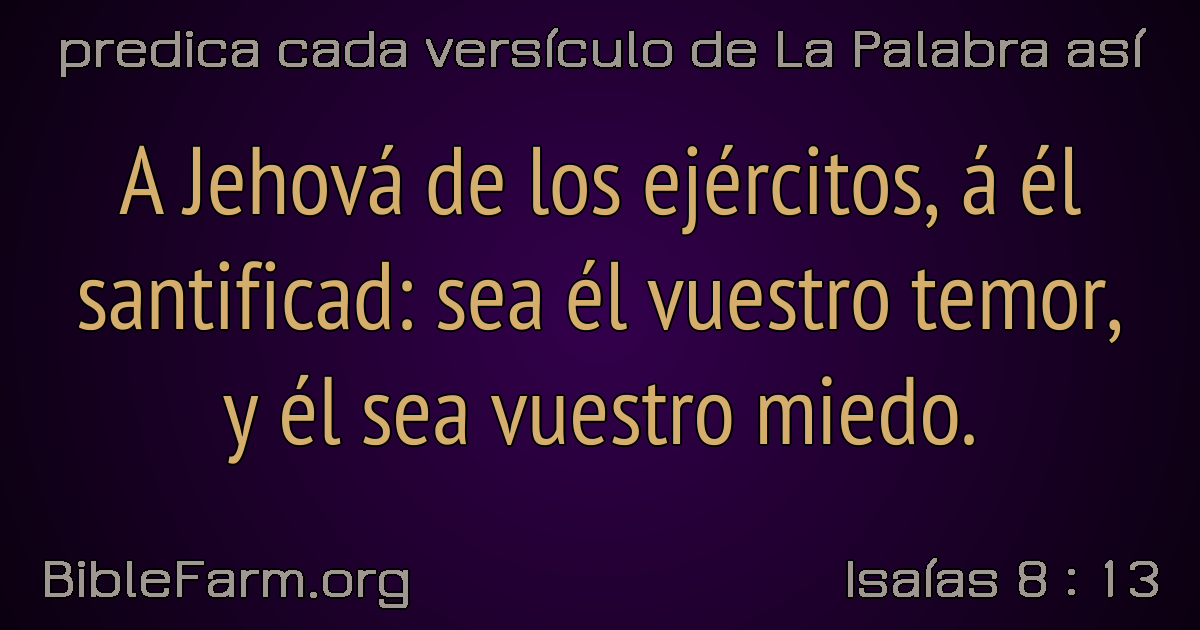 predica cada versículo de La Palabra así
A Jehová de los ejércitos, á él
santificad: sea él vuestro temor,
y él sea vuestro miedo.
BibleFarm.org
Isaías 8 : 13